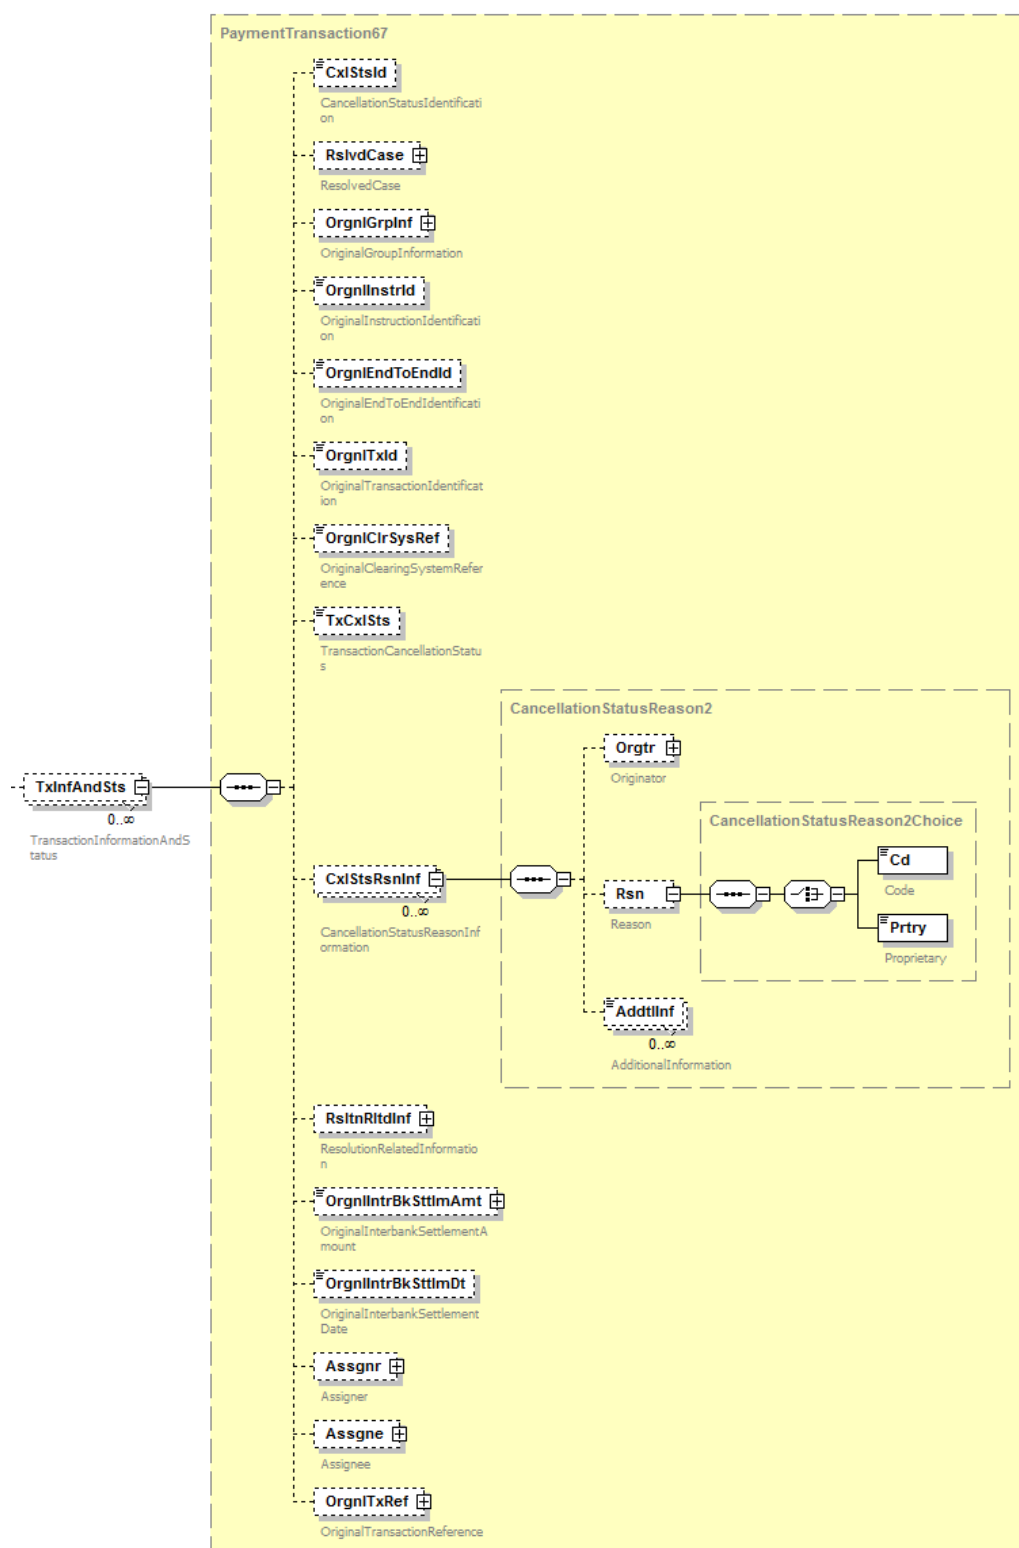 PaymentTransaction67
CxlStsId
CancellationStatusIdentificati
on
RslvdCase
ResolvedCase
OrgnlGrpInf
OriginalGroupInformation
OrgnlInstrId
OriginalInstructionIdentificati
on
OrgnlEndToEndId
OriginalEndToEndIdentificati
on
OrgnlTxId
OriginalTransactionIdentificat
ion
OrgnlClrSysRef
OriginalClearingSystemRefer
ence
TxCxlSts
TransactionCancellationStatu
s
TxInfAndSts
0..∞
TransactionInformationAndS
tatus
CxlStsRsnInf
0..∞
CancellationStatusReasonInf
ormation
CancellationStatusReason2
Orgtr
Originator
Rsn
Reason
CancellationStatusReason2Choice
Cd
Code
Prtry
Proprietary
AddtlInf
0..∞
AdditionalInformation
RsltnRltdInf
ResolutionRelatedInformatio
n
OrgnlIntrBkSttlmAmt
OriginalInterbankSettlementA
mount
OrgnlIntrBkSttlmDt
OriginalInterbankSettlement
Date
Assgnr
Assigner
Assgne
Assignee
OrgnlTxRef
OriginalTransactionReference